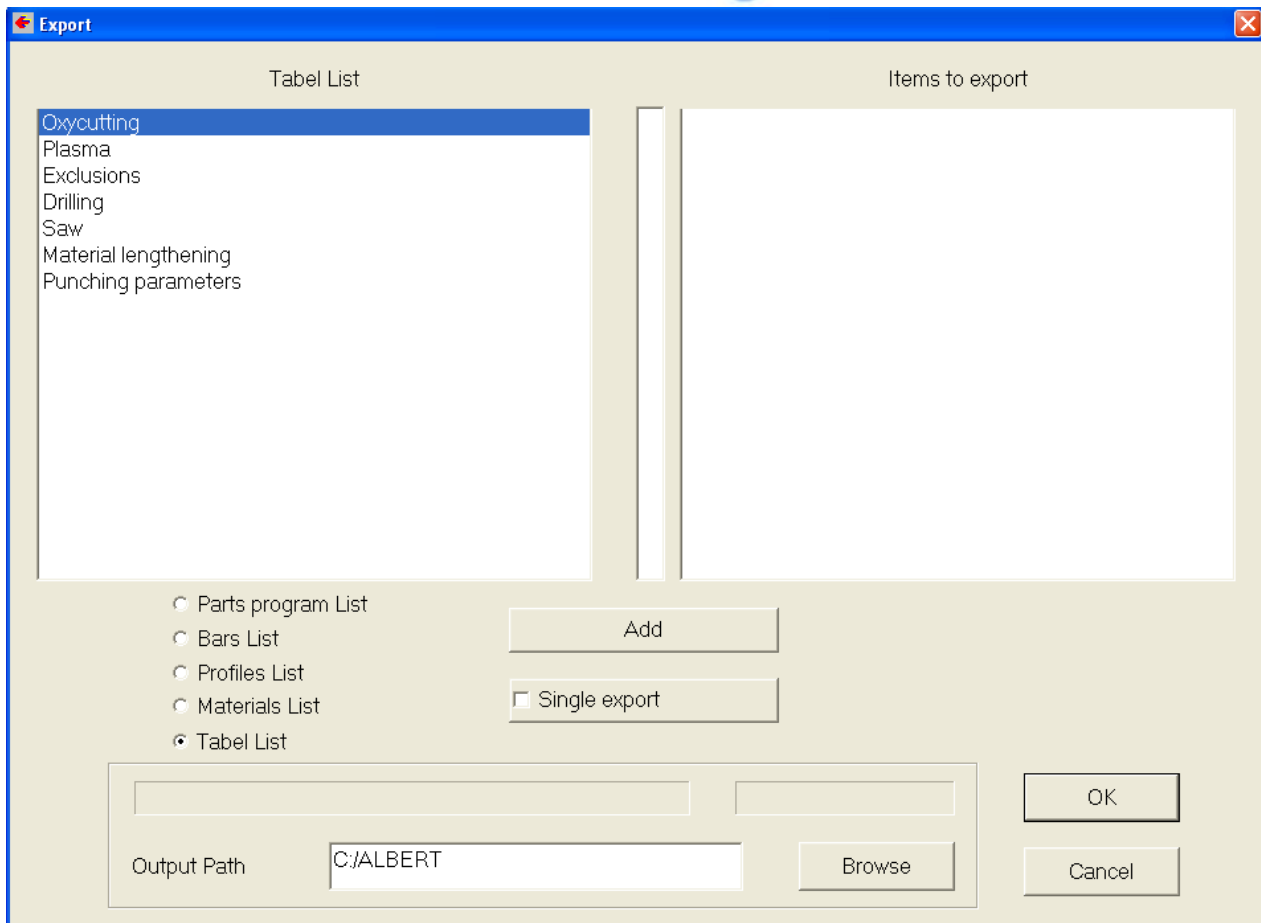 Export
Tabel List
Items to export
Oxycutting
Plasma
Exclusions
Drilling
Saw
Material lengthening
Punching parameters
Parts program List
Bars List
Profiles List
Materials List
Tabel List
Add
Single export
Output Path
C:/ALBERT
Browse
OK
Cancel